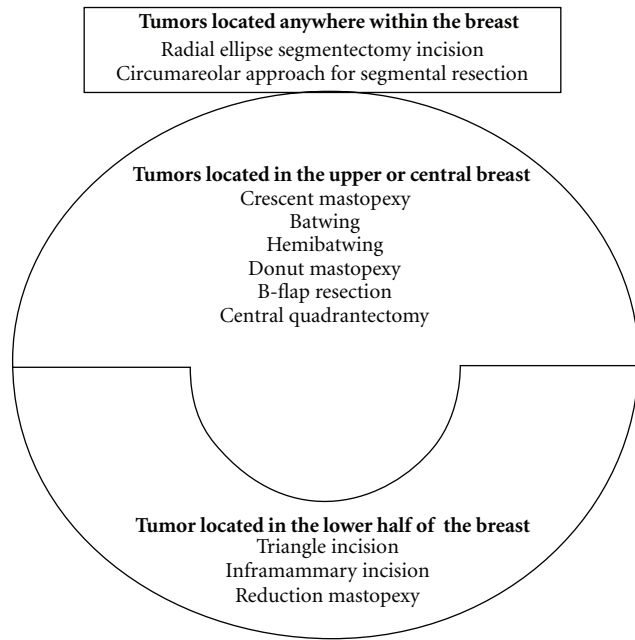 Tumors located anywhere within the breast
Radial ellipse segmentectomy incision
Circumareolar approach for segmental resection
Tumors located in the upper or central breast
Crescent mastopexy
Batwing
Hemibatwing
Donut mastopexy
B-flap resection
Central quadrantectomy
Tumor located in the lower half of the breast
Triangle incision
Inframammary incision
Reduction mastopexy